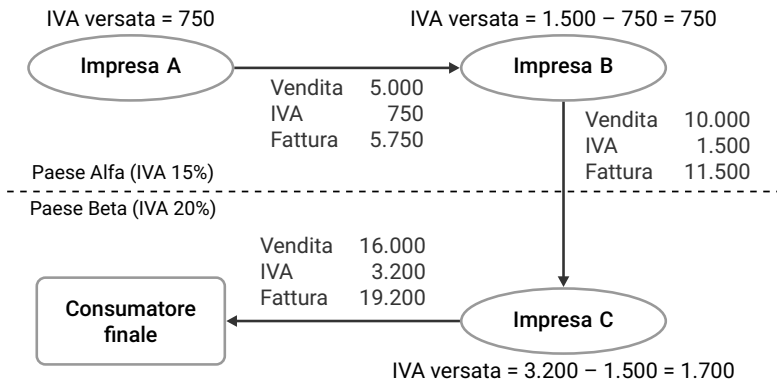 IVA versata = 750
IVA versata = 1.500 – 750 = 750
Impresa A
Impresa B
Vendita 5.000
IVA 750
Fattura 5.750
Vendita 10.000
IVA 1.500
Fattura 11.500
Paese Alfa (IVA 15%)
Paese Beta (IVA 20%)
Vendita 16.000
IVA 3.200
Fattura 19.200
Consumatore
finale
Impresa C
IVA versata = 3.200 – 1.500 = 1.700